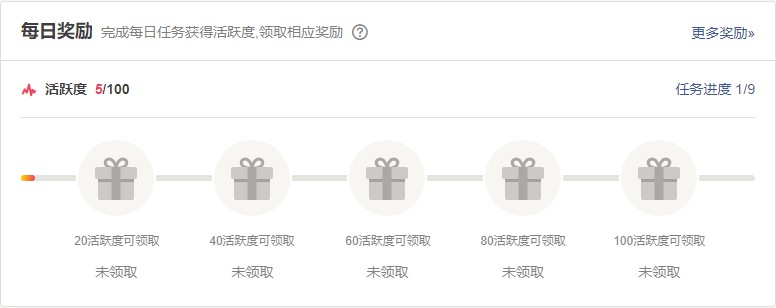 每日奖励 完成每日任务获得活跃度,领取相应奖励 ? 更多奖励»
活跃度 5/100 任务进度 1/9
20活跃度可领取 40活跃度可领取 60活跃度可领取 80活跃度可领取 100活跃度可领取
未领取 未领取 未领取 未领取 未领取